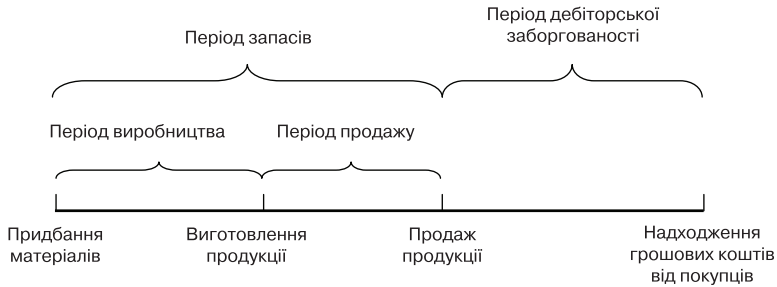 Період дебіторської
заборгованості
Період запасів
Період виробництва
Період продажу
Придбання
матеріалів
Виготовлення
продукції
Продаж
продукції
Надходження
грошових коштів
від покупців